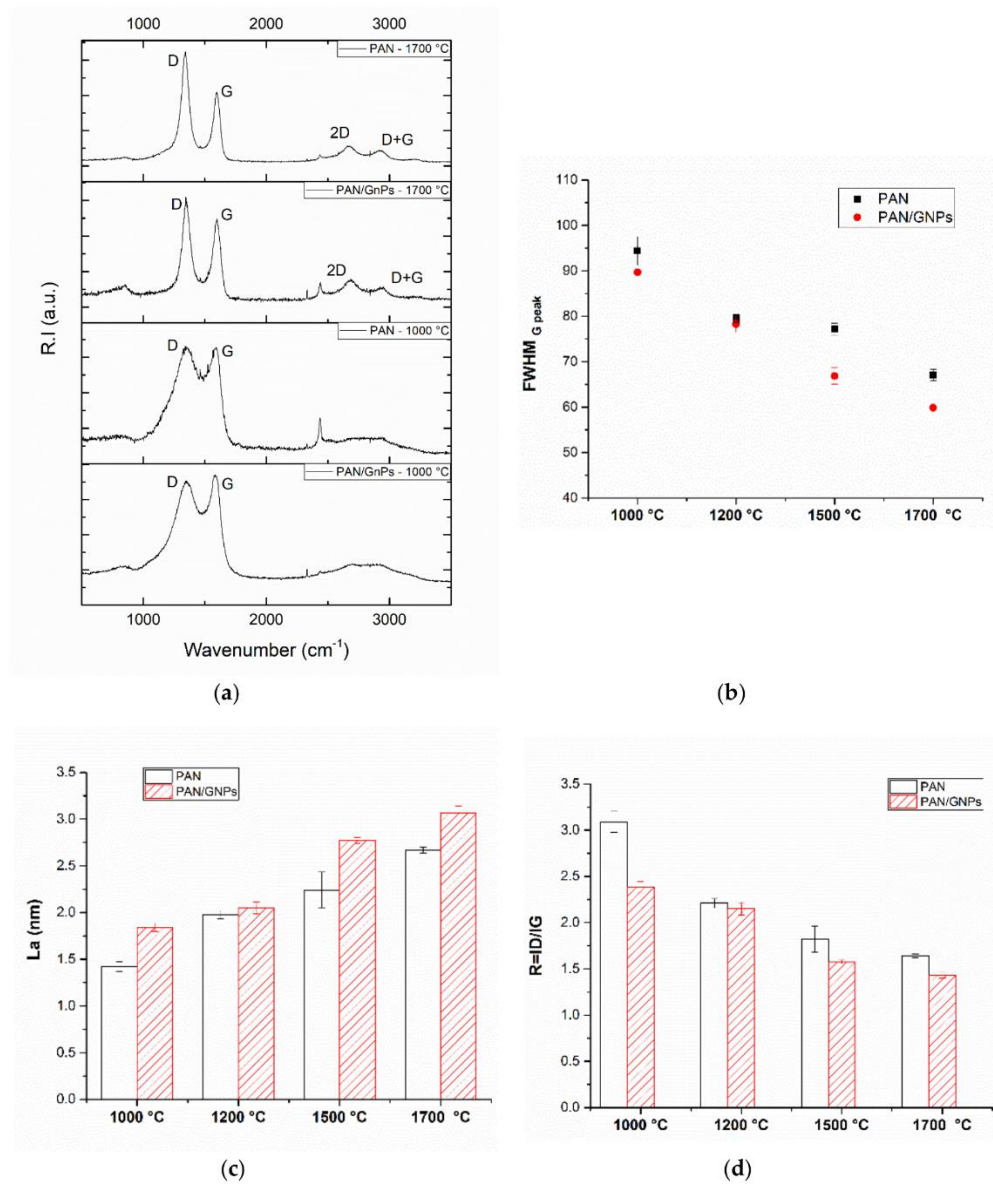 1000 2000 3000
PAN - 1700 °C
D
G
2D
D+G
PAN/GnPs - 1700 °C
D
G
2D
D+G
PAN - 1000 °C
D
G
PAN/GnPs - 1000 °C
D
G
R.I (a.u.)
1000 2000 3000
Wavenumber (cm-1)
(a)
110
100
90
80
70
60
50
40
FWHM G peak
PAN
PAN/GNPs
1000 °C 1200 °C 1500 °C 1700 °C
(b)
3.5
3.0
2.5
2.0
1.5
1.0
0.5
0.0
La (nm)
PAN
PAN/GNPs
1000 °C 1200 °C 1500 °C 1700 °C
(c)
3.5
3.0
2.5
2.0
1.5
1.0
0.5
0.0
R=ID/IG
PAN
PAN/GNPs
1000 °C 1200 °C 1500 °C 1700 °C
(d)